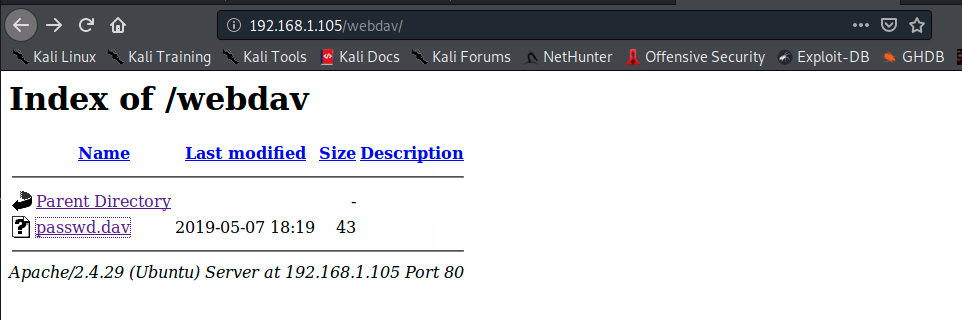 192.168.1.105/webdav/
Kali Linux Kali Training Kali Tools Kali Docs Kali Forums NetHunter Offensive Security Exploit-DB GHDB
Index of /webdav
Name Last modified Size Description
Parent Directory -
passwd.dav 2019-05-07 18:19 43
Apache/2.4.29 (Ubuntu) Server at 192.168.1.105 Port 80